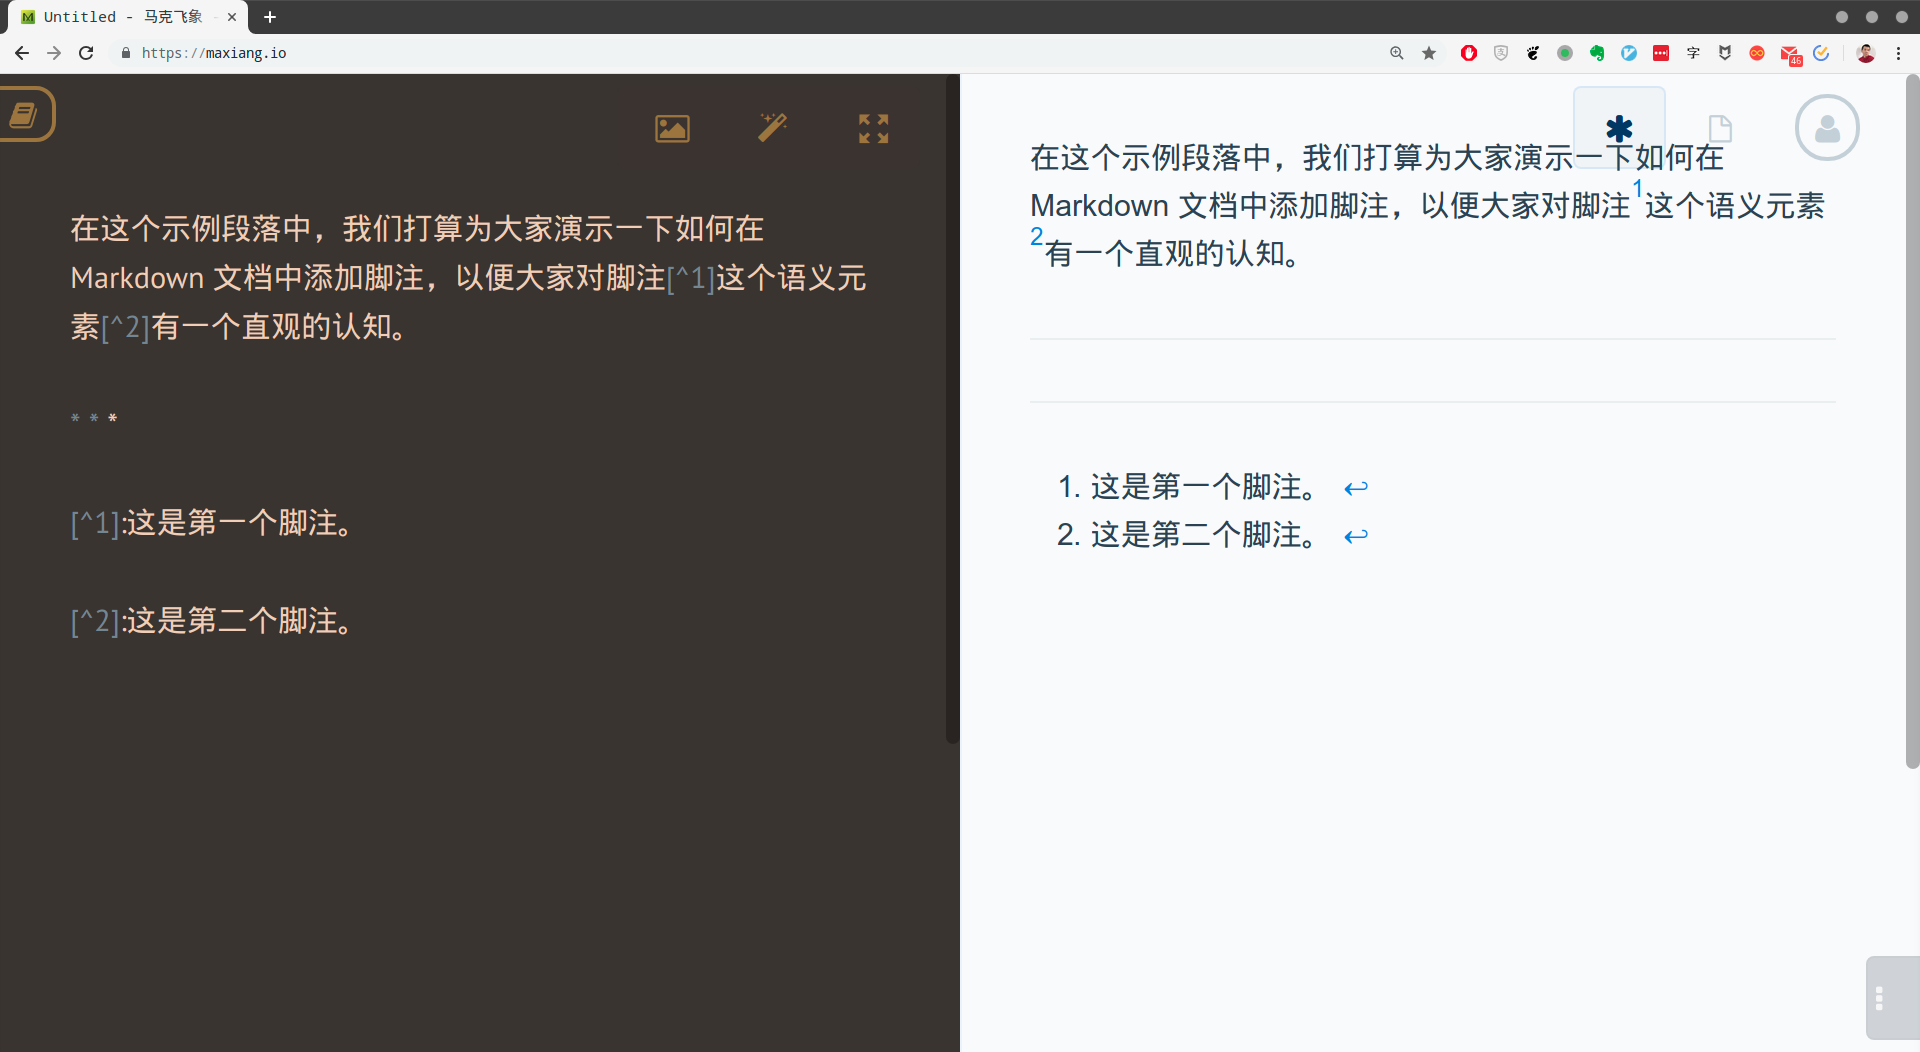 Untitled - 马克飞象 -
https://maxiang.io
字
46
在这个示例段落中，我们打算为大家演示一下如何在
Markdown 文档中添加脚注，以便大家对脚注[^1]这个语义元
素[^2]有一个直观的认知。
* * *
[^1]:这是第一个脚注。
[^2]:这是第二个脚注。
在这个示例段落中，我们打算为大家演示一下如何在
Markdown 文档中添加脚注，以便大家对脚注1这个语义元素
2有一个直观的认知。
1. 这是第一个脚注。 ↩
2. 这是第二个脚注。 ↩